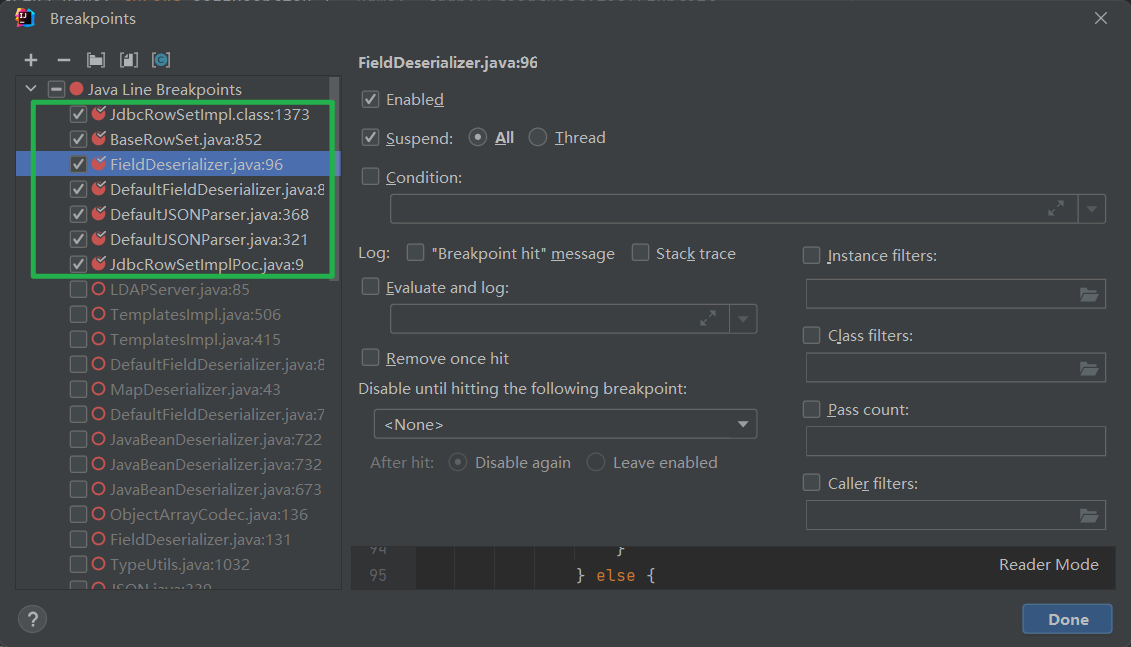 Breakpoints
Java Line Breakpoints
JdbcRowSetImpl.class:1373
BaseRowSet.java:852
FieldDeserializer.java:96
DefaultFieldDeserializer.java:8
DefaultJSONParser.java:368
DefaultJSONParser.java:321
JdbcRowSetImplPoc.java:9
LDAPServer.java:85
TemplatesImpl.java:506
TemplatesImpl.java:415
DefaultFieldDeserializer.java:8
MapDeserializer.java:43
DefaultFieldDeserializer.java:7
JavaBeanDeserializer.java:722
JavaBeanDeserializer.java:732
JavaBeanDeserializer.java:673
ObjectArrayCodec.java:136
FieldDeserializer.java:131
TypeUtils.java:1032
FieldDeserializer.java:96
Enabled
Suspend: All Thread
Condition:
Log: "Breakpoint hit" message Stack trace
Evaluate and log:
Remove once hit
Disable until hitting the following breakpoint:
<None>
After hit: Disable again Leave enabled
Instance filters:
Class filters:
Pass count:
Caller filters:
94 }
95 } else {
Reader Mode
?
Done